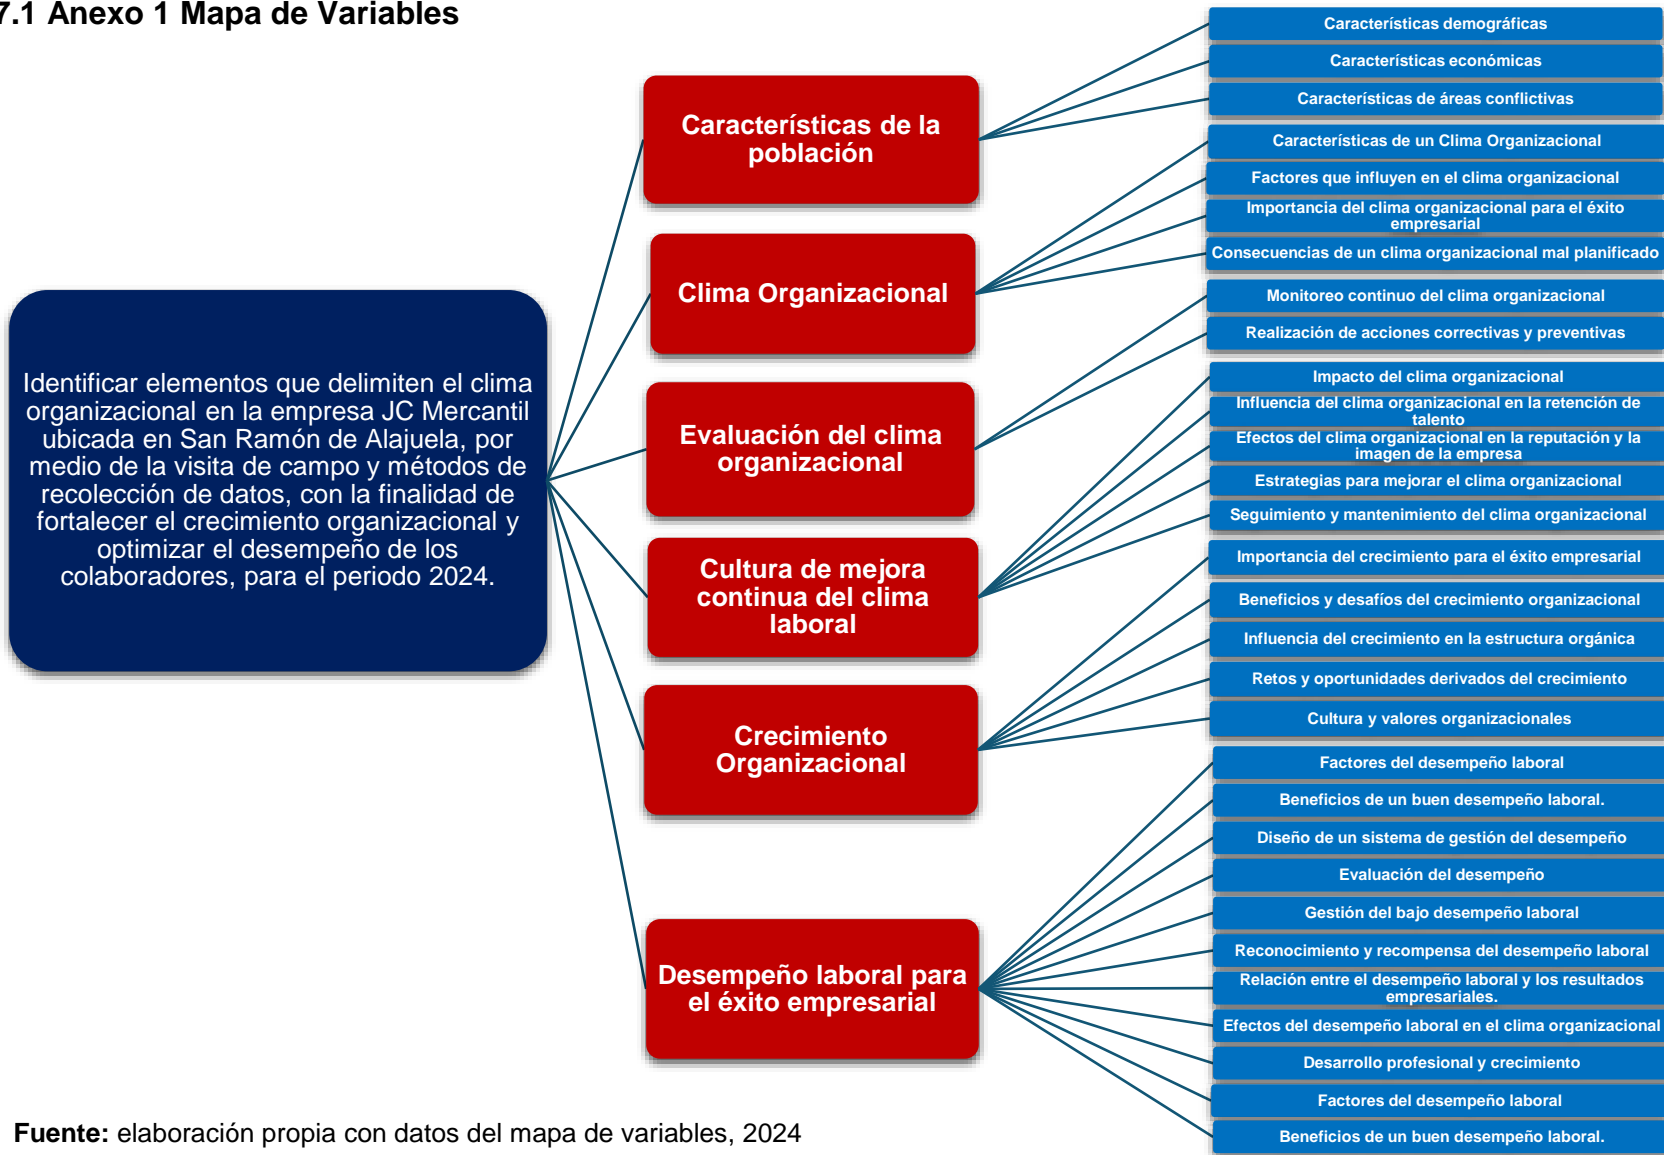 7.1 Anexo 1 Mapa de Variables
Identificar elementos que delimiten el clima
organizacional en la empresa JC Mercantil
ubicada en San Ramón de Alajuela, por
medio de la visita de campo y métodos de
recolección de datos, con la finalidad de
fortalecer el crecimiento organizacional y
optimizar el desempeño de los
colaboradores, para el periodo 2024.
Características de la
población
Características demográficas
Características económicas
Características de áreas conflictivas
Clima Organizacional
Características de un Clima Organizacional
Factores que influyen en el clima organizacional
Importancia del clima organizacional para el éxito
empresarial
Consecuencias de un clima organizacional mal planificado
Evaluación del clima
organizacional
Monitoreo continuo del clima organizacional
Realización de acciones correctivas y preventivas
Cultura de mejora
continua del clima
laboral
Impacto del clima organizacional
Influencia del clima organizacional en la retención de
talento
Efectos del clima organizacional en la reputación y la
imagen de la empresa
Estrategias para mejorar el clima organizacional
Seguimiento y mantenimiento del clima organizacional
Crecimiento
Organizacional
Importancia del crecimiento para el éxito empresarial
Beneficios y desafíos del crecimiento organizacional
Influencia del crecimiento en la estructura orgánica
Retos y oportunidades derivados del crecimiento
Cultura y valores organizacionales
Desempeño laboral para
el éxito empresarial
Factores del desempeño laboral
Beneficios de un buen desempeño laboral.
Diseño de un sistema de gestión del desempeño
Evaluación del desempeño
Gestión del bajo desempeño laboral
Reconocimiento y recompensa del desempeño laboral
Relación entre el desempeño laboral y los resultados
empresariales.
Efectos del desempeño laboral en el clima organizacional
Desarrollo profesional y crecimiento
Factores del desempeño laboral
Beneficios de un buen desempeño laboral.
Fuente: elaboración propia con datos del mapa de variables, 2024